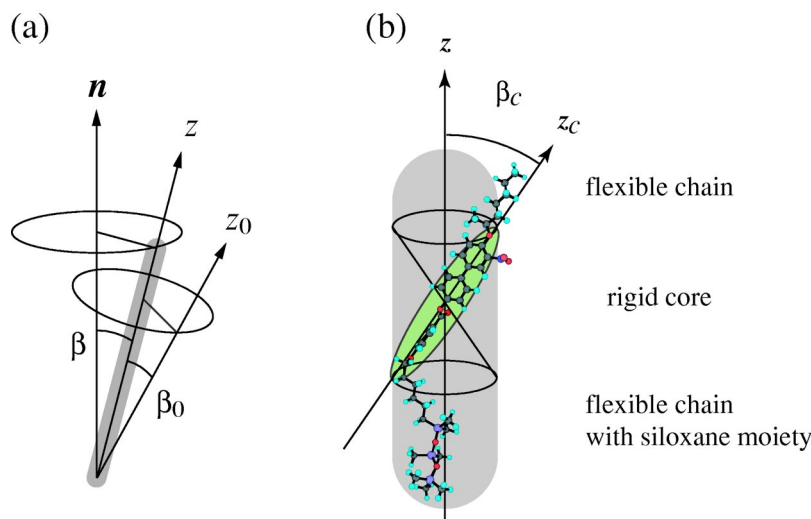 (a)
n
z
z0
β
β0
(b)
z
βc
zc
flexible chain
rigid core
flexible chain
with siloxane moiety